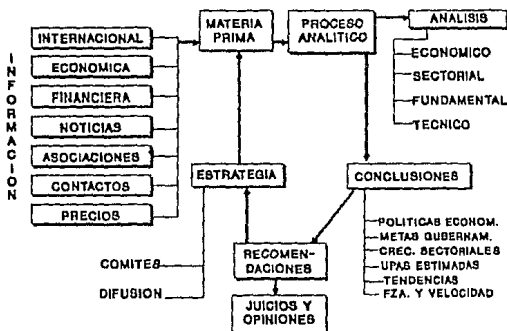 INFORMACION
INTERNACIONAL
ECONOMICA
FINANCIERA
NOTICIAS
ASOCIACIONES
CONTACTOS
PRECIOS
MATERIA
PRIMA
PROCESO
ANALITICO
ANALISIS
ECONOMICO
SECTORIAL
FUNDAMENTAL
TECNICO
ESTRATEGIA
COMITES
DIFUSION
CONCLUSIONES
POLITICAS ECONOM.
METAS GUBERNAM.
CREC. SECTORIALES
UPAS ESTIMADAS
TENDENCIAS
FZA. Y VELOCIDAD
RECOMEN-
DACIONES
JUICIOS Y
OPINIONES